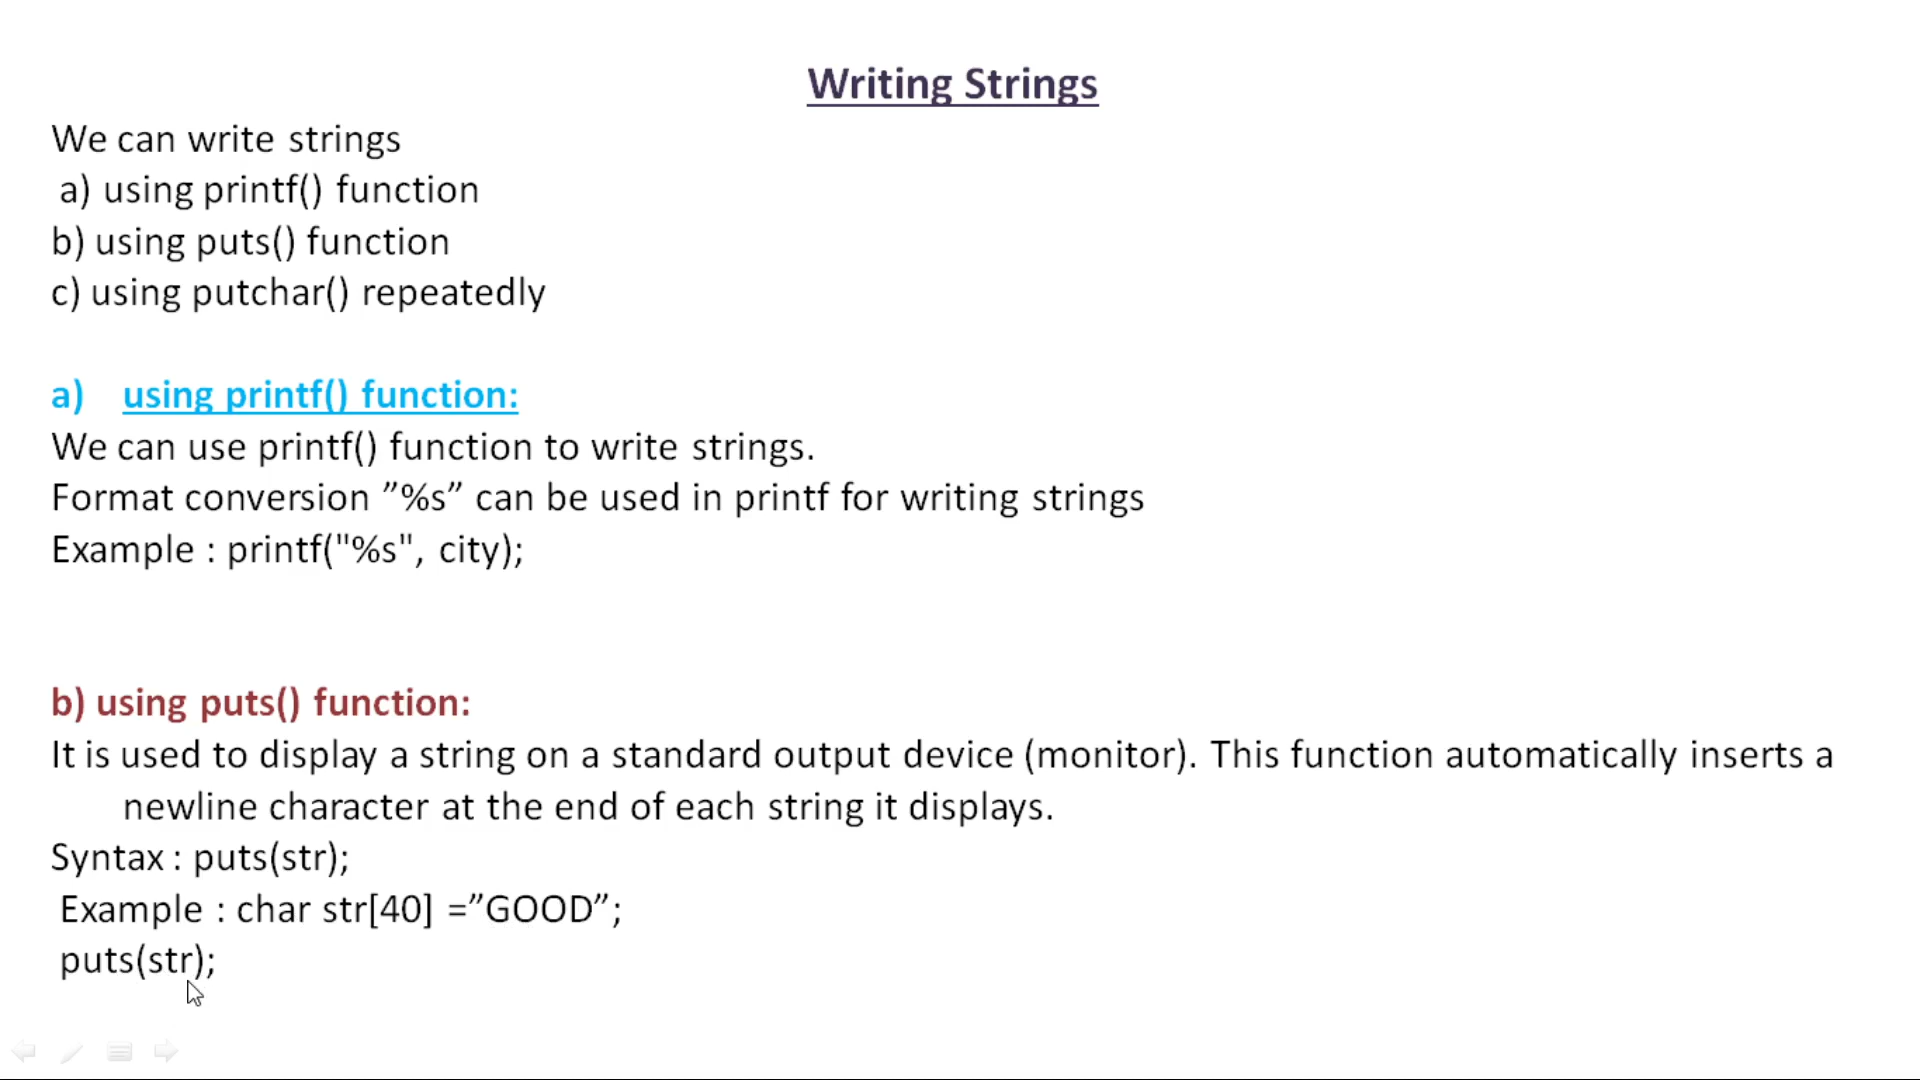 Writing Strings
We can write strings
a) using printf() function
b) using puts() function
c) using putchar() repeatedly
a) using printf() function:
We can use printf() function to write strings.
Format conversion ”%s” can be used in printf for writing strings
Example : printf("%s", city);
b) using puts() function:
It is used to display a string on a standard output device (monitor). This function automatically inserts a
newline character at the end of each string it displays.
Syntax : puts(str);
Example : char str[40] =”GOOD”;
puts(str);